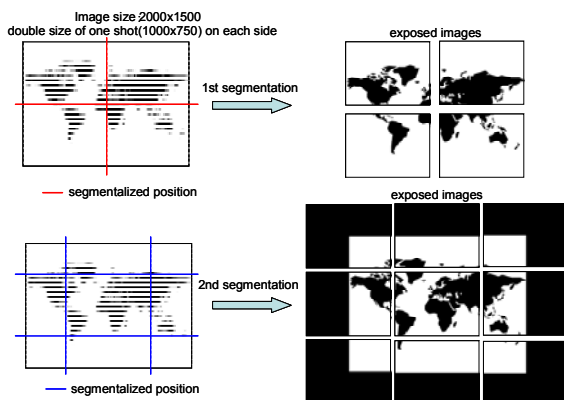 Image size:2000x1500
double size of one shot(1000x750) on each side
exposed images
1st segmentation
segmentalized position
exposed images
2nd segmentation
segmentalized position